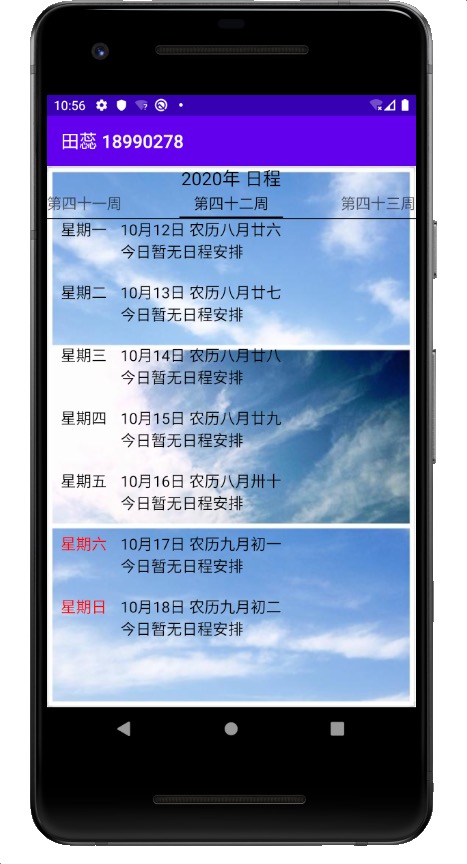 10:56
田蕊 18990278
2020年 日程
第四十一周 第四十二周 第四十三周
星期一 10月12日 农历八月廿六
今日暂无日程安排
星期二 10月13日 农历八月廿七
今日暂无日程安排
星期三 10月14日 农历八月廿八
今日暂无日程安排
星期四 10月15日 农历八月廿九
今日暂无日程安排
星期五 10月16日 农历八月卅十
今日暂无日程安排
星期六 10月17日 农历九月初一
今日暂无日程安排
星期日 10月18日 农历九月初二
今日暂无日程安排